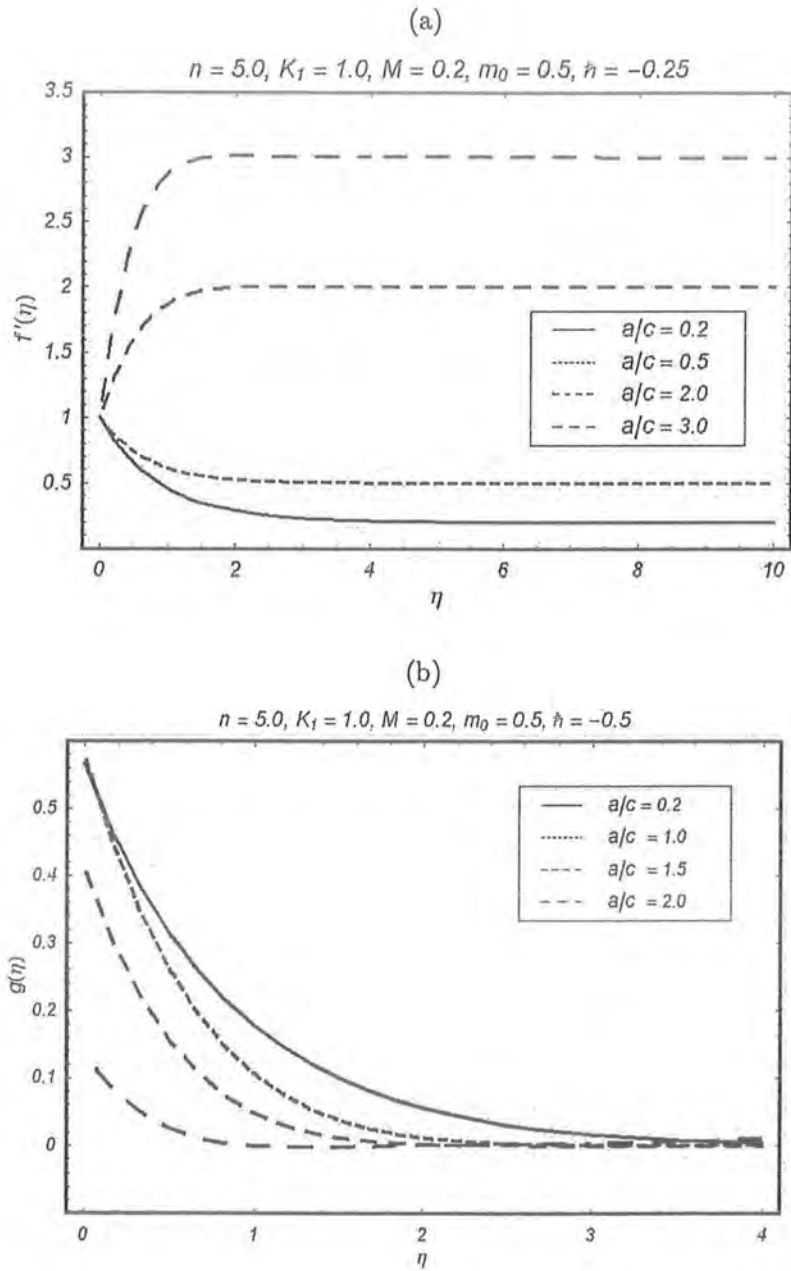 (a)
n = 5.0, K₁ = 1.0, M = 0.2, m₀ = 0.5, ℏ = −0.25
3.5
3
2.5
2
1.5
1
0.5
f'(η)
a/c = 0.2
a/c = 0.5
a/c = 2.0
a/c = 3.0
0 2 4 6 8 10
η
(b)
n = 5.0, K₁ = 1.0, M = 0.2, m₀ = 0.5, ℏ = −0.5
0.5
0.4
0.3
0.2
0.1
0
g(η)
a/c = 0.2
a/c = 1.0
a/c = 1.5
a/c = 2.0
0 1 2 3 4
η